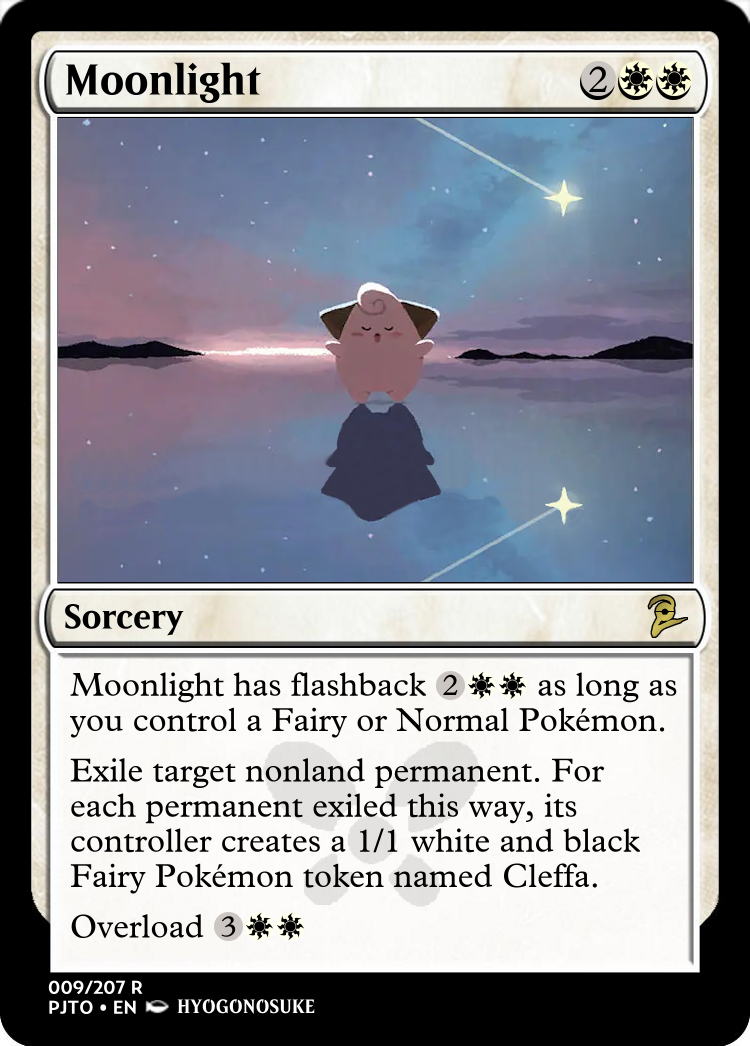 Moonlight 2
Sorcery
Moonlight has flashback 2 as long as
you control a Fairy or Normal Pokémon.
Exile target nonland permanent. For
each permanent exiled this way, its
controller creates a 1/1 white and black
Fairy Pokémon token named Cleffa.
Overload 3
009/207 R
PJTO • EN HYOGONOSUKE